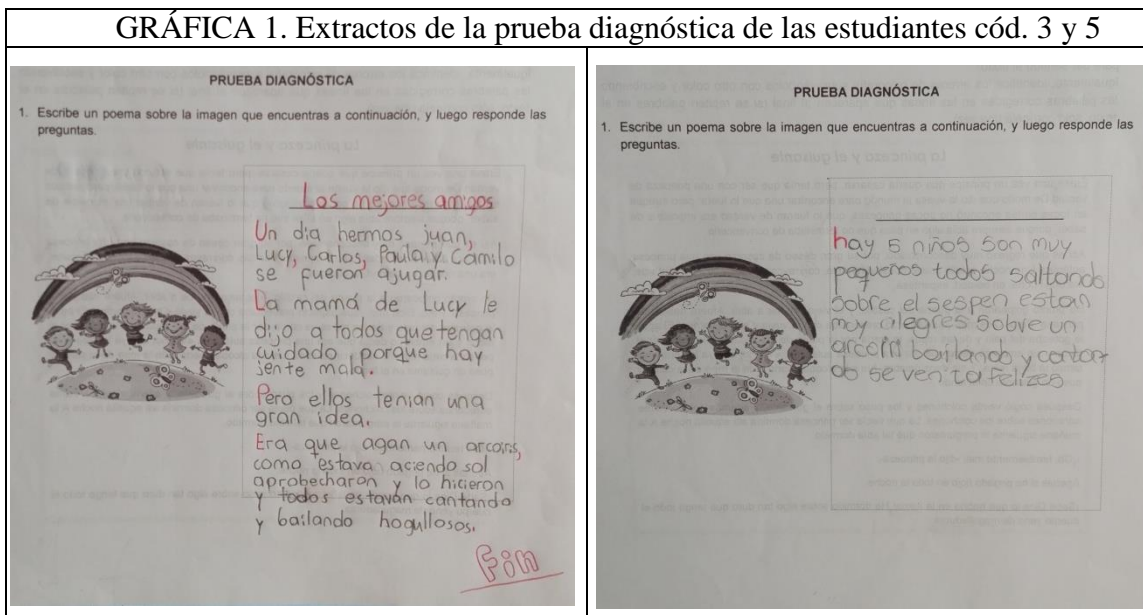 GRÁFICA 1. Extractos de la prueba diagnóstica de las estudiantes cód. 3 y 5
PRUEBA DIAGNÓSTICA
1. Escribe un poema sobre la imagen que encuentras a continuación, y luego responde las
preguntas.
Los mejores amigos
Un dia hermos juan,
Lucy, Carlos, Paula y Camilo
se fueron ajugar.
La mamá de Lucy le
dijo a todos que tengan
cuidado porque hay
jente mala.
Pero ellos tenian una
gran idea.
Era que agan un arcoiris,
como estava aciendo sol
aprobecharon y lo hicieron
y todos estavan cantando
y bailando hogullosos.
Fin
PRUEBA DIAGNÓSTICA
1. Escribe un poema sobre la imagen que encuentras a continuación, y luego responde las
preguntas.
hay 5 niños son muy
pequeños todos saltando
sobre el sespen estan
muy alegres sobre un
bailando y cantan
do se ven ta felizes